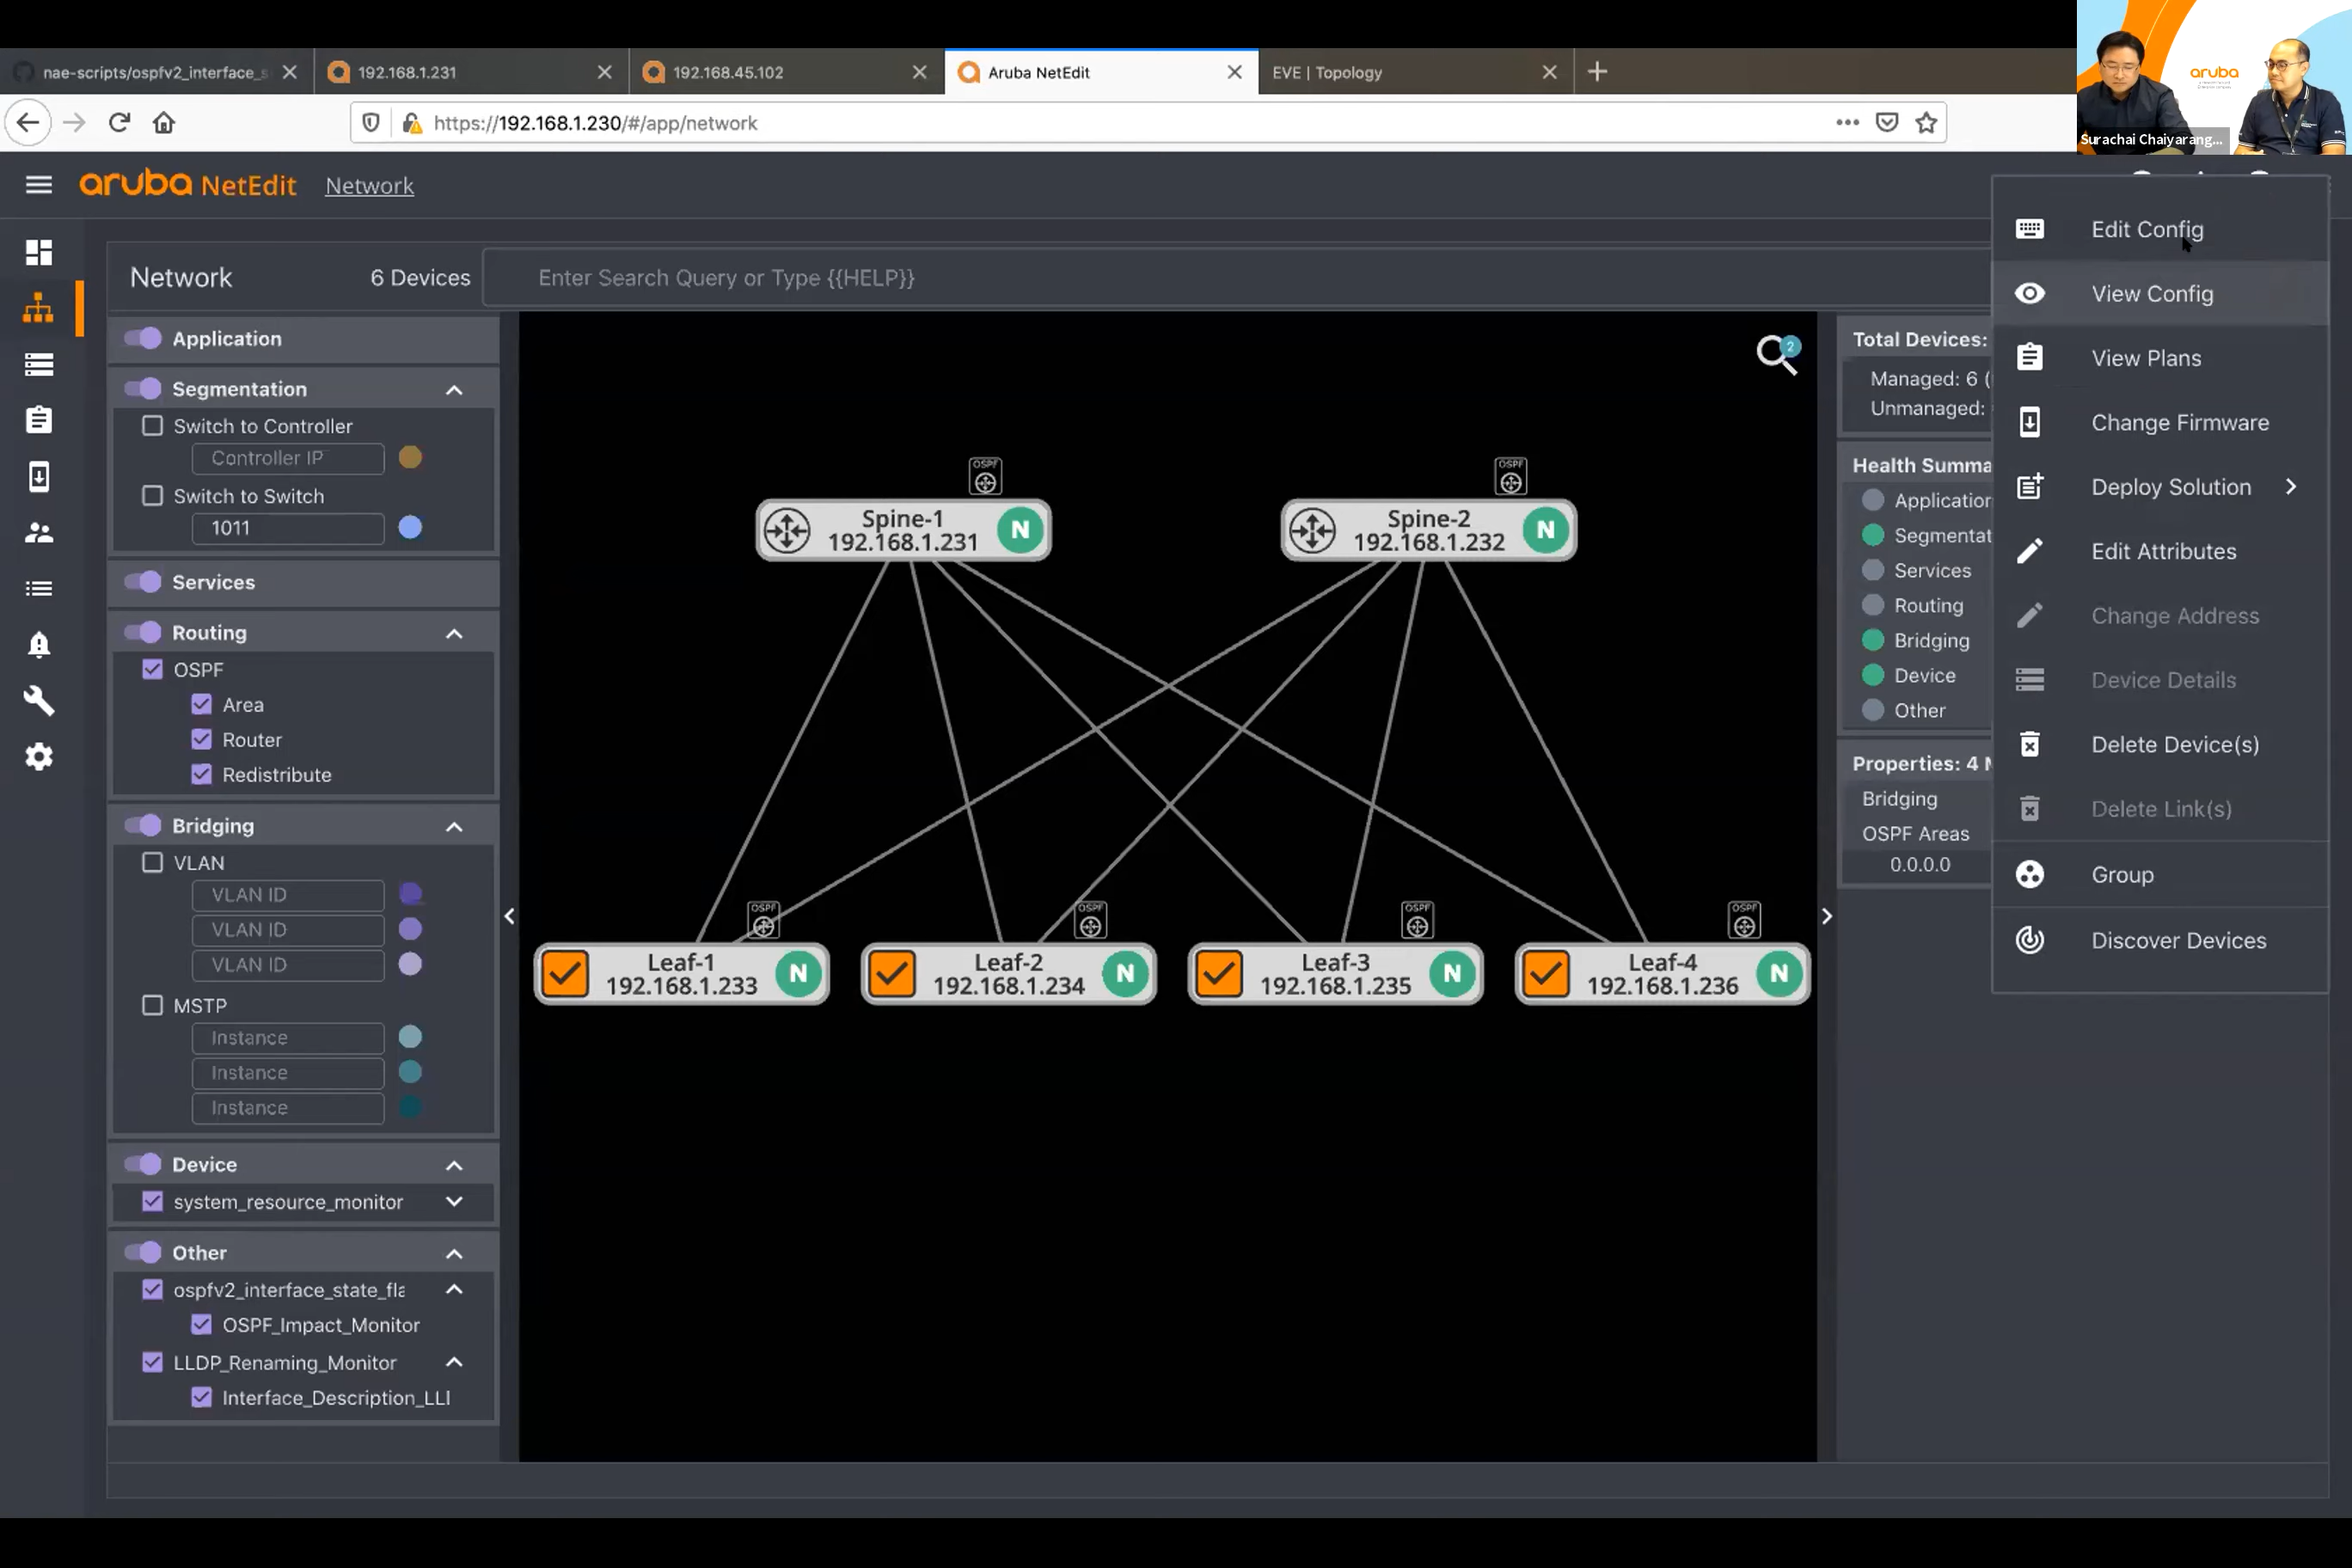 nae-scripts/ospfv2_interface_s
192.168.1.231
192.168.45.102
Aruba NetEdit
EVE | Topology
https://192.168.1.230/#/app/network
aruba
Surachai Chaiyarang...
aruba NetEdit
Network
Network
6 Devices
Enter Search Query or Type {{HELP}}
Application
Segmentation
Switch to Controller
Controller IP
Switch to Switch
1011
Services
Routing
OSPF
Area
Router
Redistribute
Bridging
VLAN
VLAN ID
VLAN ID
VLAN ID
MSTP
Instance
Instance
Instance
Device
system_resource_monitor
Other
ospfv2_interface_state_fla
OSPF_Impact_Monitor
LLDP_Renaming_Monitor
Interface_Description_LLI
2
OSPF
OSPF
Spine-1
192.168.1.231
N
Spine-2
192.168.1.232
N
OSPF
OSPF
OSPF
OSPF
Leaf-1
192.168.1.233
N
Leaf-2
192.168.1.234
N
Leaf-3
192.168.1.235
N
Leaf-4
192.168.1.236
N
Total Devices:
Managed: 6 (
Unmanaged:
Health Summa
Application
Segmentat
Services
Routing
Bridging
Device
Other
Properties: 4 M
Bridging
OSPF Areas
0.0.0.0
Edit Config
View Config
View Plans
Change Firmware
Deploy Solution
Edit Attributes
Change Address
Device Details
Delete Device(s)
Delete Link(s)
Group
Discover Devices